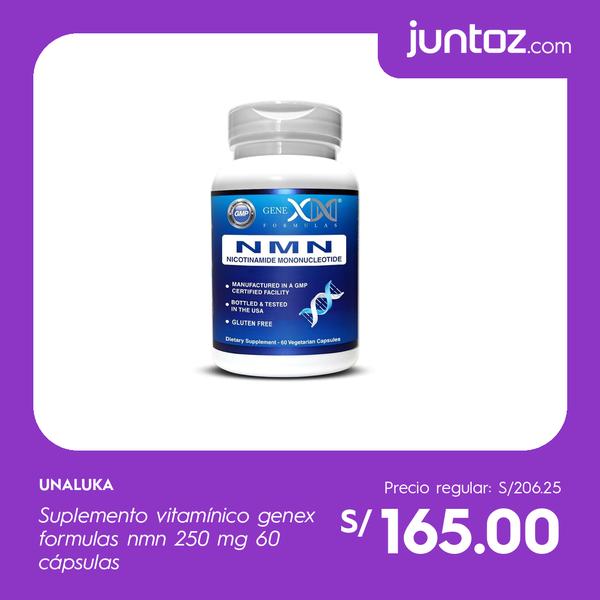 juntoz.com
GMP
GENE XN®
FORMULAS
NMN
NICOTINAMIDE MONONUCLEOTIDE
• MANUFACTURED IN A GMP
CERTIFIED FACILITY
• BOTTLED & TESTED
IN THE USA
• GLUTEN FREE
Dietary Supplement - 60 Vegetarian Capsules
UNALUKA
Suplemento vitamínico genex
formulas nmn 250 mg 60
cápsulas
Precio regular: S/206.25
S/165.00